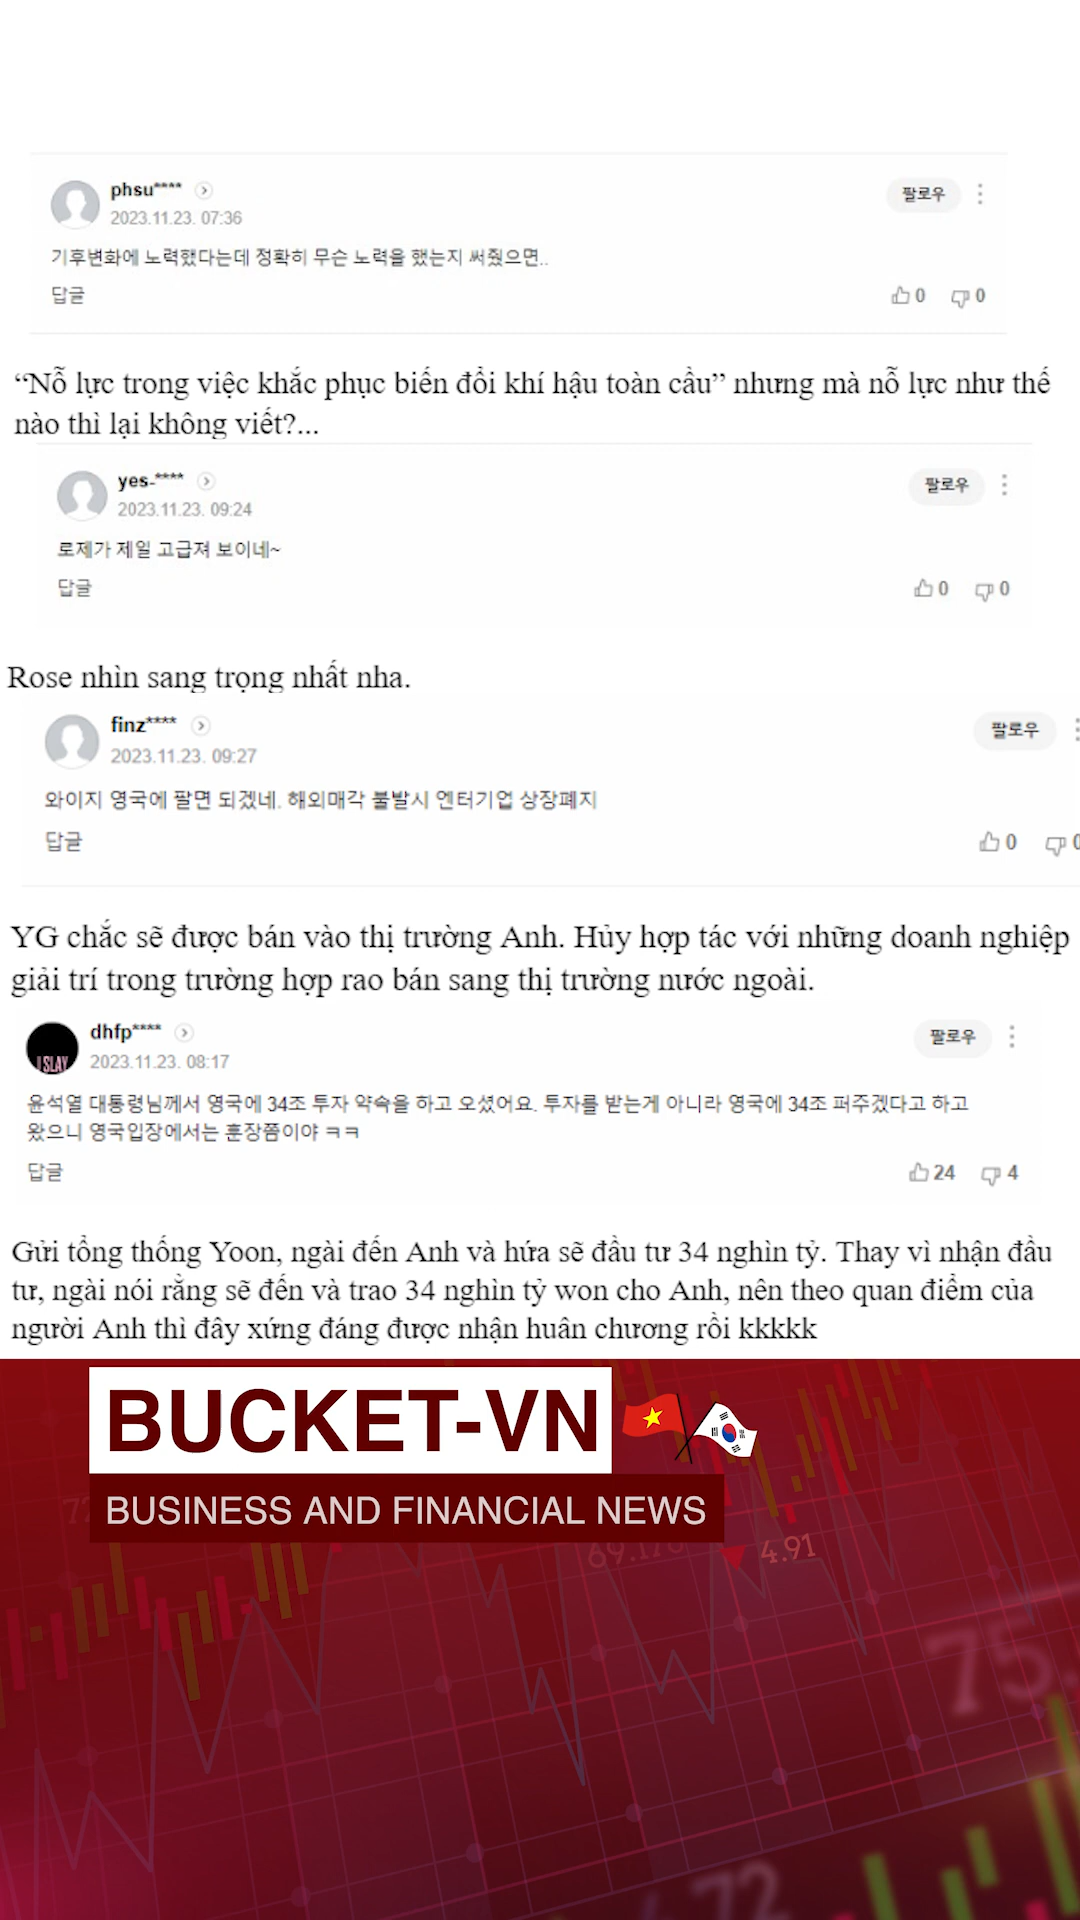 phsu****
2023.11.23. 07:36
팔로우
기후변화에 노력했다는데 정확히 무슨 노력을 했는지 써줬으면..
답글
0 0
“Nỗ lực trong việc khắc phục biến đổi khí hậu toàn cầu” nhưng mà nỗ lực như thế
nào thì lại không viết?...
yes-****
2023.11.23. 09:24
팔로우
로제가 제일 고급져 보이네~
답글
0 0
Rose nhìn sang trọng nhất nha.
finz****
2023.11.23. 09:27
팔로우
와이지 영국에 팔면 되겠네. 해외매각 불발시 엔터기업 상장폐지
답글
0 0
YG chắc sẽ được bán vào thị trường Anh. Hủy hợp tác với những doanh nghiệp
giải trí trong trường hợp rao bán sang thị trường nước ngoài.
dhfp****
I SLAY
2023.11.23. 08:17
팔로우
윤석열 대통령님께서 영국에 34조 투자 약속을 하고 오셨어요. 투자를 받는게 아니라 영국에 34조 퍼주겠다고 하고
왔으니 영국입장에서는 훈장쯤이야 ㅋㅋ
답글
24 4
Gửi tổng thống Yoon, ngài đến Anh và hứa sẽ đầu tư 34 nghìn tỷ. Thay vì nhận đầu
tư, ngài nói rằng sẽ đến và trao 34 nghìn tỷ won cho Anh, nên theo quan điểm của
người Anh thì đây xứng đáng được nhận huân chương rồi kkkkk
BUCKET-VN
BUSINESS AND FINANCIAL NEWS
4.91
75.
72